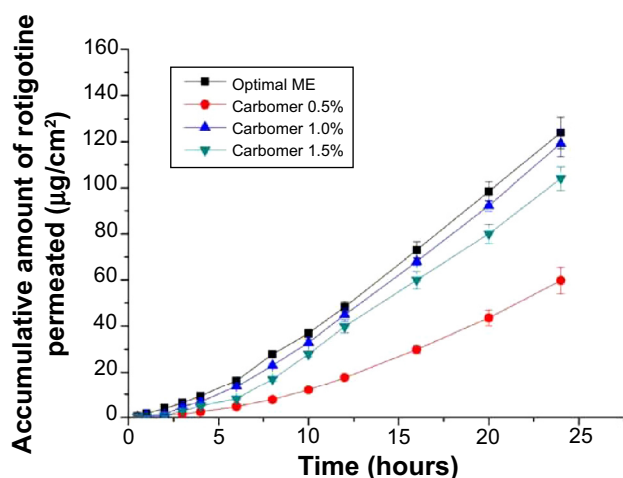 Accumulative amount of rotigotine
permeated (μg/cm²)
160
140
120
100
80
60
40
20
0
Optimal ME
Carbomer 0.5%
Carbomer 1.0%
Carbomer 1.5%
0 5 10 15 20 25
Time (hours)